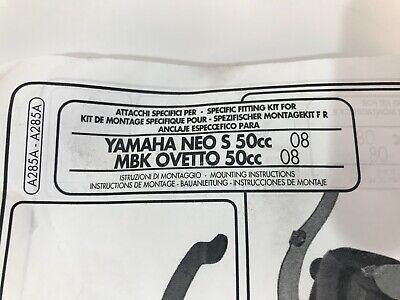 ATTACCHI SPECIFICI PER - SPECIFIC FITTING KIT FOR
KIT DE MONTAGE SPECIFIQUE POUR - SPEZIFISCHER MONTAGEKIT F R
ANCLAJE ESPECCEFICO PARA
YAMAHA NEO S 50cc 08
MBK OVETTO 50cc 08
ISTRUZIONI DI MONTAGGIO - MOUNTING INSTRUCTIONS
INSTRUCTIONS DE MONTAGE - BAUANLEITUNG - INSTRUCCIONES DE MONTAJE
A285A - A285A